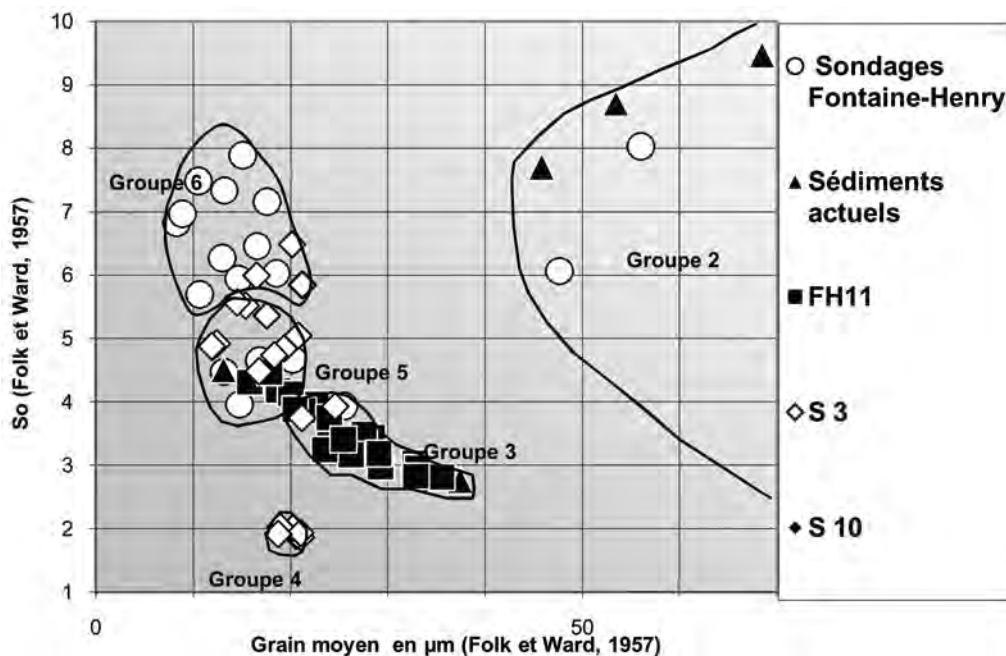 10
9
8
7
6
5
4
3
2
1
So (Folk et Ward, 1957)
0
50
Grain moyen en µm (Folk et Ward, 1957)
Groupe 6
Groupe 2
Groupe 5
Groupe 3
Groupe 4
Sondages
Fontaine-Henry
Sédiments
actuels
FH11
S 3
S 10